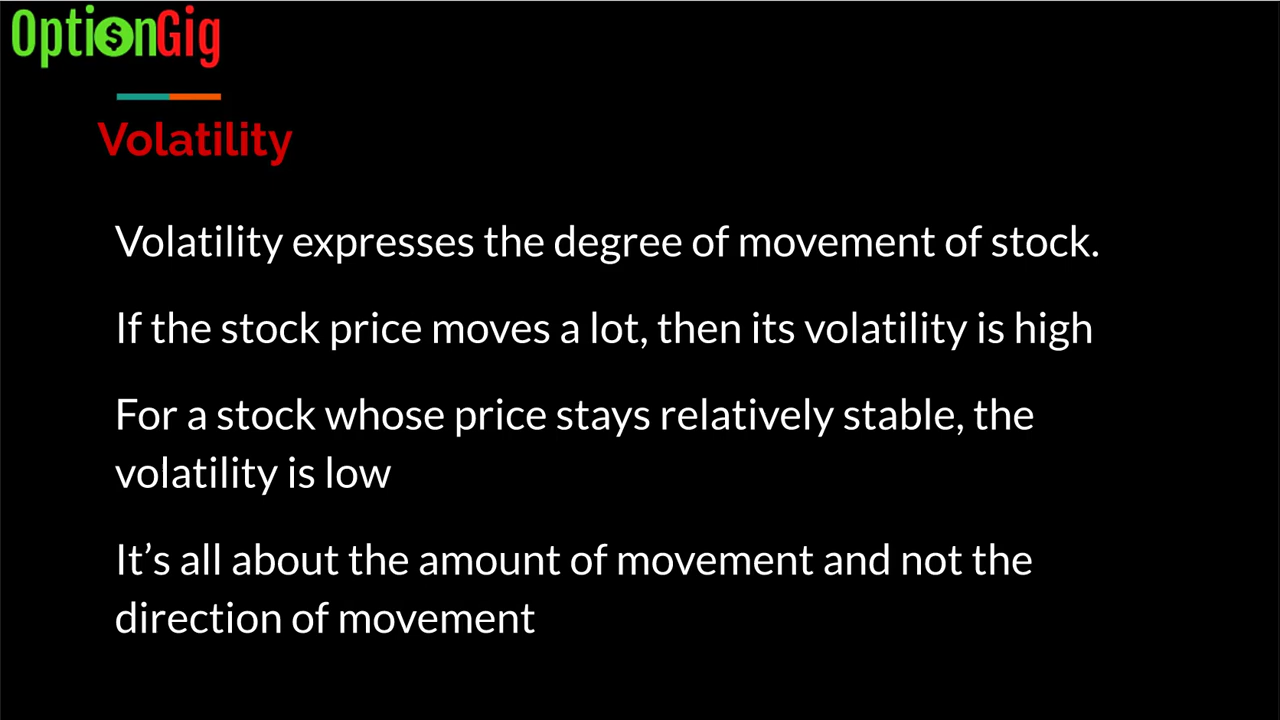 OptionGig
Volatility
Volatility expresses the degree of movement of stock.
If the stock price moves a lot, then its volatility is high
For a stock whose price stays relatively stable, the
volatility is low
It’s all about the amount of movement and not the
direction of movement